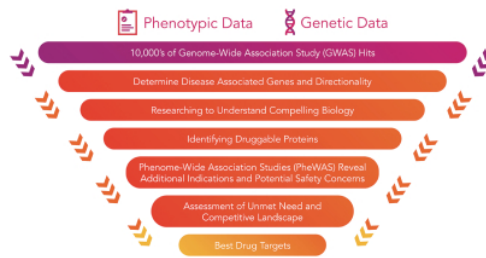 Phenotypic Data
Genetic Data
10,000's of Genome-Wide Association Study (GWAS) Hits
Determine Disease Associated Genes and Directionality
Researching to Understand Compelling Biology
Identifying Druggable Proteins
Phenome-Wide Association Studies (PheWAS) Reveal
Additional Indications and Potential Safety Concerns
Assessment of Unmet Need and
Competitive Landscape
Best Drug Targets